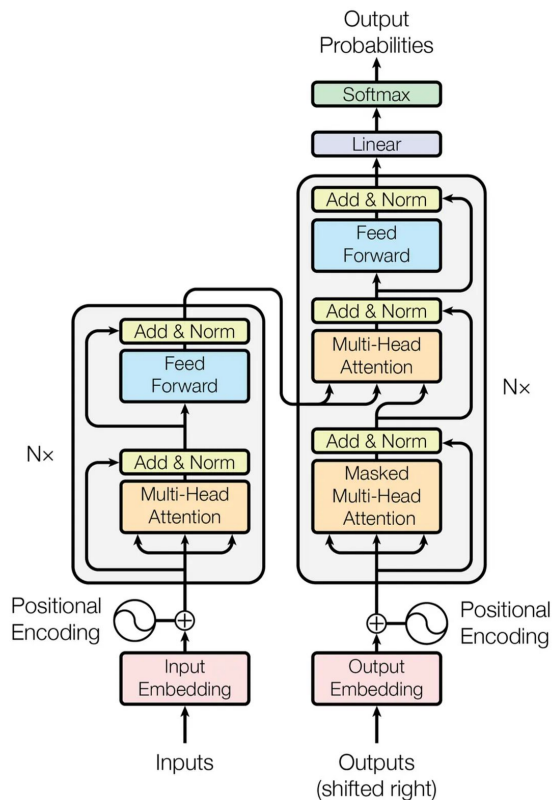 Output
Probabilities
Softmax
Linear
Add & Norm
Feed
Forward
Add & Norm
Multi-Head
Attention
Add & Norm
Masked
Multi-Head
Attention
N×
Add & Norm
Feed
Forward
Add & Norm
Multi-Head
Attention
N×
Positional
Encoding
Positional
Encoding
Input
Embedding
Output
Embedding
Inputs
Outputs
(shifted right)